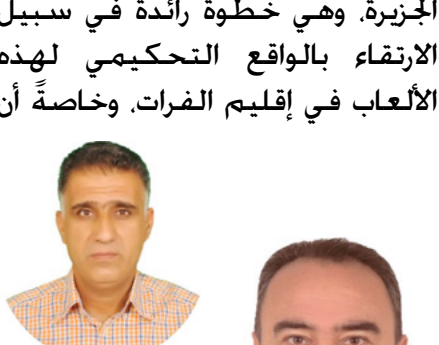 الجزيرة، وهي خطوة رائدة في سبيل
الارتقاء بالواقع التحكيمي لهذه
الألعاب في إقليم الفرات، وخاصةً أن